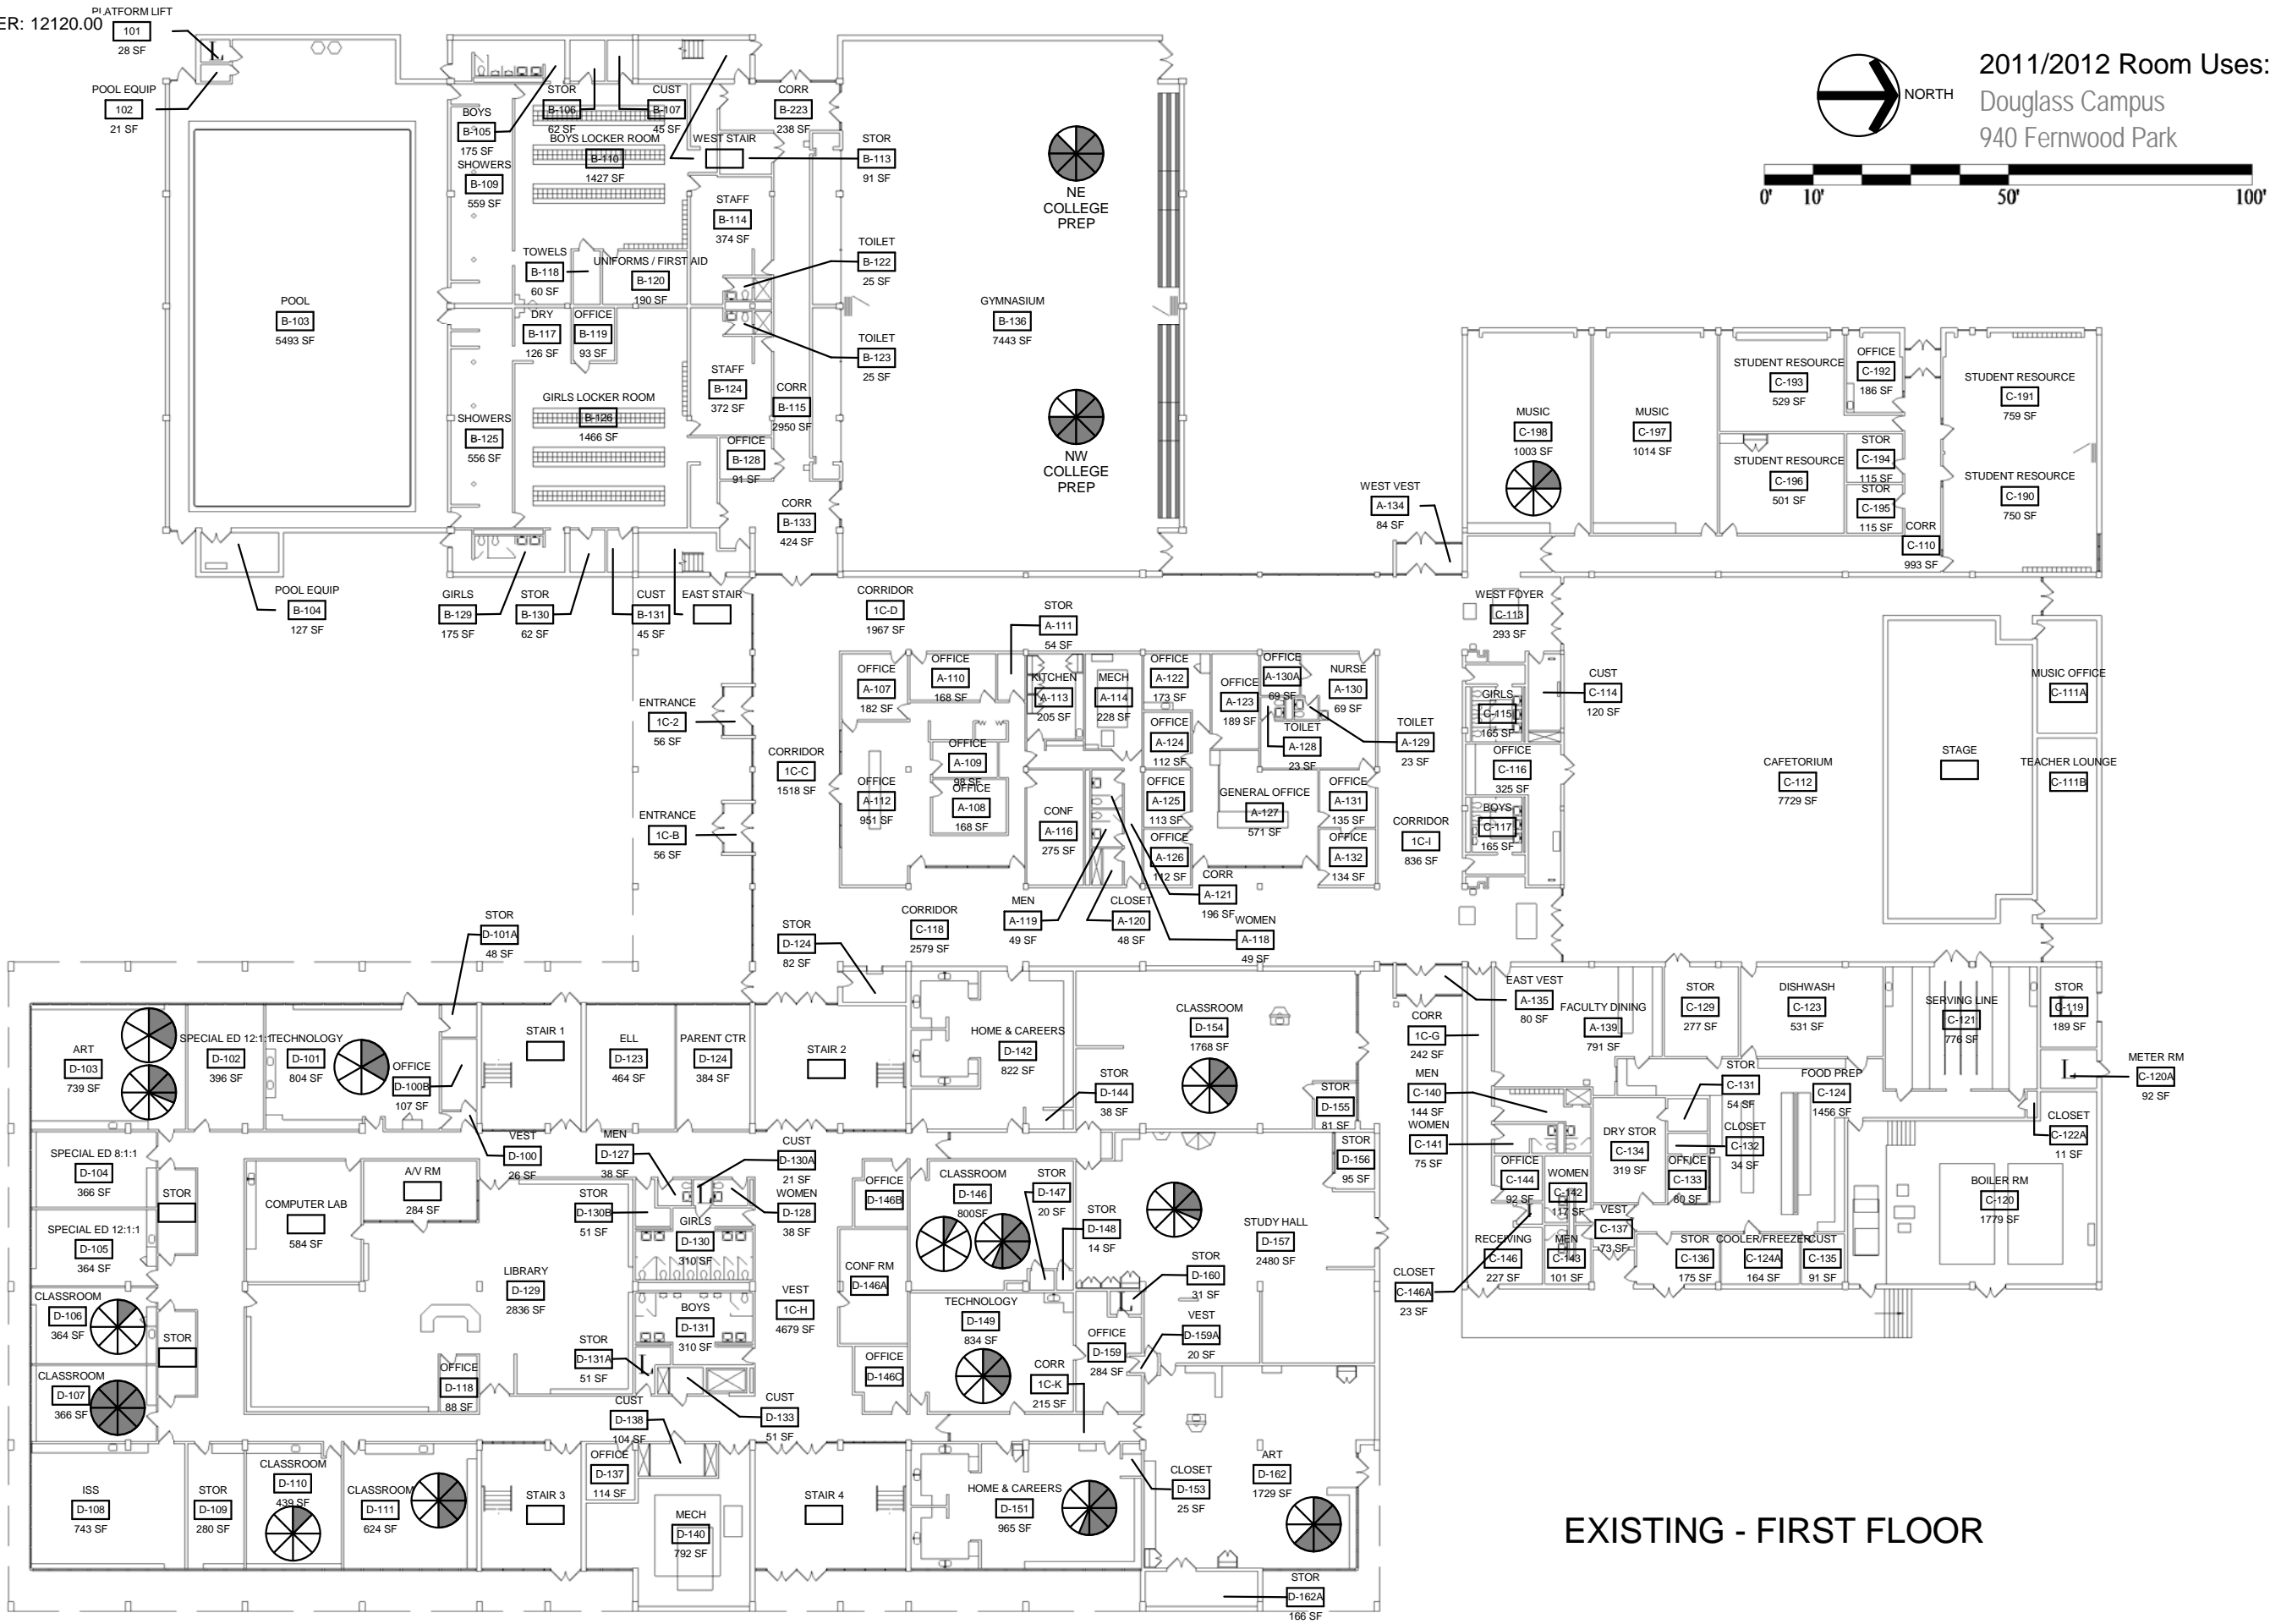 ER: 12120.00
PLATFORM LIFT
101
28 SF
POOL EQUIP
102
21 SF
2011/2012 Room Uses:
Douglass Campus
940 Fernwood Park
NORTH
0' 10' 50' 100'
BOYS
B-105
175 SF
STOR
B-106
62 SF
CUST
B-107
45 SF
CORR
B-223
238 SF
BOYS LOCKER ROOM
B-110
1427 SF
WEST STAIR
STOR
B-113
91 SF
SHOWERS
B-109
559 SF
STAFF
B-114
374 SF
NE
COLLEGE
PREP
TOWELS
B-118
60 SF
UNIFORMS / FIRST AID
B-120
190 SF
TOILET
B-122
25 SF
POOL
B-103
5493 SF
DRY
B-117
126 SF
OFFICE
B-119
93 SF
GYMNASIUM
B-136
7443 SF
TOILET
B-123
25 SF
STAFF
B-124
372 SF
CORR
B-115
2950 SF
GIRLS LOCKER ROOM
B-126
1466 SF
SHOWERS
B-125
556 SF
OFFICE
B-128
91 SF
NW
COLLEGE
PREP
CORR
B-133
424 SF
MUSIC
C-198
1003 SF
MUSIC
C-197
1014 SF
STUDENT RESOURCE
C-193
529 SF
OFFICE
C-192
186 SF
STUDENT RESOURCE
C-191
759 SF
STUDENT RESOURCE
C-196
501 SF
STOR
C-194
115 SF
STOR
C-195
115 SF
STUDENT RESOURCE
C-190
750 SF
CORR
C-110
993 SF
WEST VEST
A-134
84 SF
POOL EQUIP
B-104
127 SF
GIRLS
B-129
175 SF
STOR
B-130
62 SF
CUST
B-131
45 SF
EAST STAIR
CORRIDOR
1C-D
1967 SF
STOR
A-111
54 SF
WEST FOYER
C-113
293 SF
OFFICE
A-107
182 SF
OFFICE
A-110
168 SF
KITCHEN
A-113
205 SF
MECH
A-114
228 SF
OFFICE
A-122
173 SF
OFFICE
A-123
189 SF
OFFICE
A-130A
69 SF
NURSE
A-130
69 SF
CUST
C-114
120 SF
GIRLS
C-115
165 SF
MUSIC OFFICE
C-111A
ENTRANCE
1C-2
56 SF
OFFICE
A-109
98 SF
OFFICE
A-124
112 SF
TOILET
A-128
23 SF
TOILET
A-129
23 SF
CORRIDOR
1C-C
1518 SF
OFFICE
A-112
951 SF
OFFICE
A-108
168 SF
OFFICE
A-125
113 SF
GENERAL OFFICE
A-127
571 SF
OFFICE
A-131
135 SF
OFFICE
C-116
325 SF
CAFETORIUM
C-112
7729 SF
STAGE
TEACHER LOUNGE
C-111B
ENTRANCE
1C-B
56 SF
CONF
A-116
275 SF
OFFICE
A-126
112 SF
OFFICE
A-132
134 SF
CORRIDOR
1C-I
836 SF
BOYS
C-117
165 SF
CORR
A-121
196 SF
STOR
D-101A
48 SF
STOR
D-124
82 SF
CORRIDOR
C-118
2579 SF
MEN
A-119
49 SF
CLOSET
A-120
48 SF
WOMEN
A-118
49 SF
ART
D-103
739 SF
SPECIAL ED 12:1:1
D-102
396 SF
TECHNOLOGY
D-101
804 SF
OFFICE
D-100B
107 SF
STAIR 1
ELL
D-123
464 SF
PARENT CTR
D-124
384 SF
STAIR 2
HOME & CAREERS
D-142
822 SF
CLASSROOM
D-154
1768 SF
STOR
D-144
38 SF
STOR
D-155
81 SF
EAST VEST
A-135
80 SF
FACULTY DINING
A-139
791 SF
STOR
C-129
277 SF
DISHWASH
C-123
531 SF
SERVING LINE
C-121
776 SF
STOR
C-119
189 SF
CORR
1C-G
242 SF
MEN
C-140
144 SF
STOR
C-131
54 SF
FOOD PREP
C-124
1456 SF
METER RM
C-120A
92 SF
WOMEN
C-141
75 SF
DRY STOR
C-134
319 SF
CLOSET
C-132
34 SF
CLOSET
C-122A
11 SF
SPECIAL ED 8:1:1
D-104
366 SF
STOR
VEST
D-100
26 SF
MEN
D-127
38 SF
CUST
D-130A
21 SF
COMPUTER LAB
584 SF
A/V RM
284 SF
STOR
D-130B
51 SF
WOMEN
D-128
38 SF
OFFICE
D-146B
CLASSROOM
D-146
800SF
STOR
D-147
20 SF
STOR
D-148
14 SF
STOR
D-156
95 SF
OFFICE
C-144
92 SF
WOMEN
C-142
117 SF
OFFICE
C-133
80 SF
BOILER RM
C-120
1779 SF
SPECIAL ED 12:1:1
D-105
364 SF
GIRLS
D-130
310 SF
STUDY HALL
D-157
2480 SF
VEST
C-137
73 SF
RECEIVING
C-146
227 SF
MEN
C-143
101 SF
STOR
C-136
175 SF
COOLER/FREEZER
C-124A
164 SF
CUST
C-135
91 SF
CLOSET
C-146A
23 SF
CLASSROOM
D-106
364 SF
STOR
LIBRARY
D-129
2836 SF
BOYS
D-131
310 SF
VEST
1C-H
4679 SF
CONF RM
D-146A
TECHNOLOGY
D-149
834 SF
STOR
D-160
31 SF
OFFICE
D-159
284 SF
VEST
D-159A
20 SF
CLASSROOM
D-107
366 SF
OFFICE
D-118
88 SF
STOR
D-131A
51 SF
OFFICE
D-146C
CORR
1C-K
215 SF
CUST
D-138
104 SF
CUST
D-133
51 SF
ISS
D-108
743 SF
STOR
D-109
280 SF
CLASSROOM
D-110
439 SF
CLASSROOM
D-111
624 SF
STAIR 3
OFFICE
D-137
114 SF
MECH
D-140
792 SF
STAIR 4
HOME & CAREERS
D-151
965 SF
CLOSET
D-153
25 SF
ART
D-162
1729 SF
STOR
D-162A
166 SF
EXISTING - FIRST FLOOR